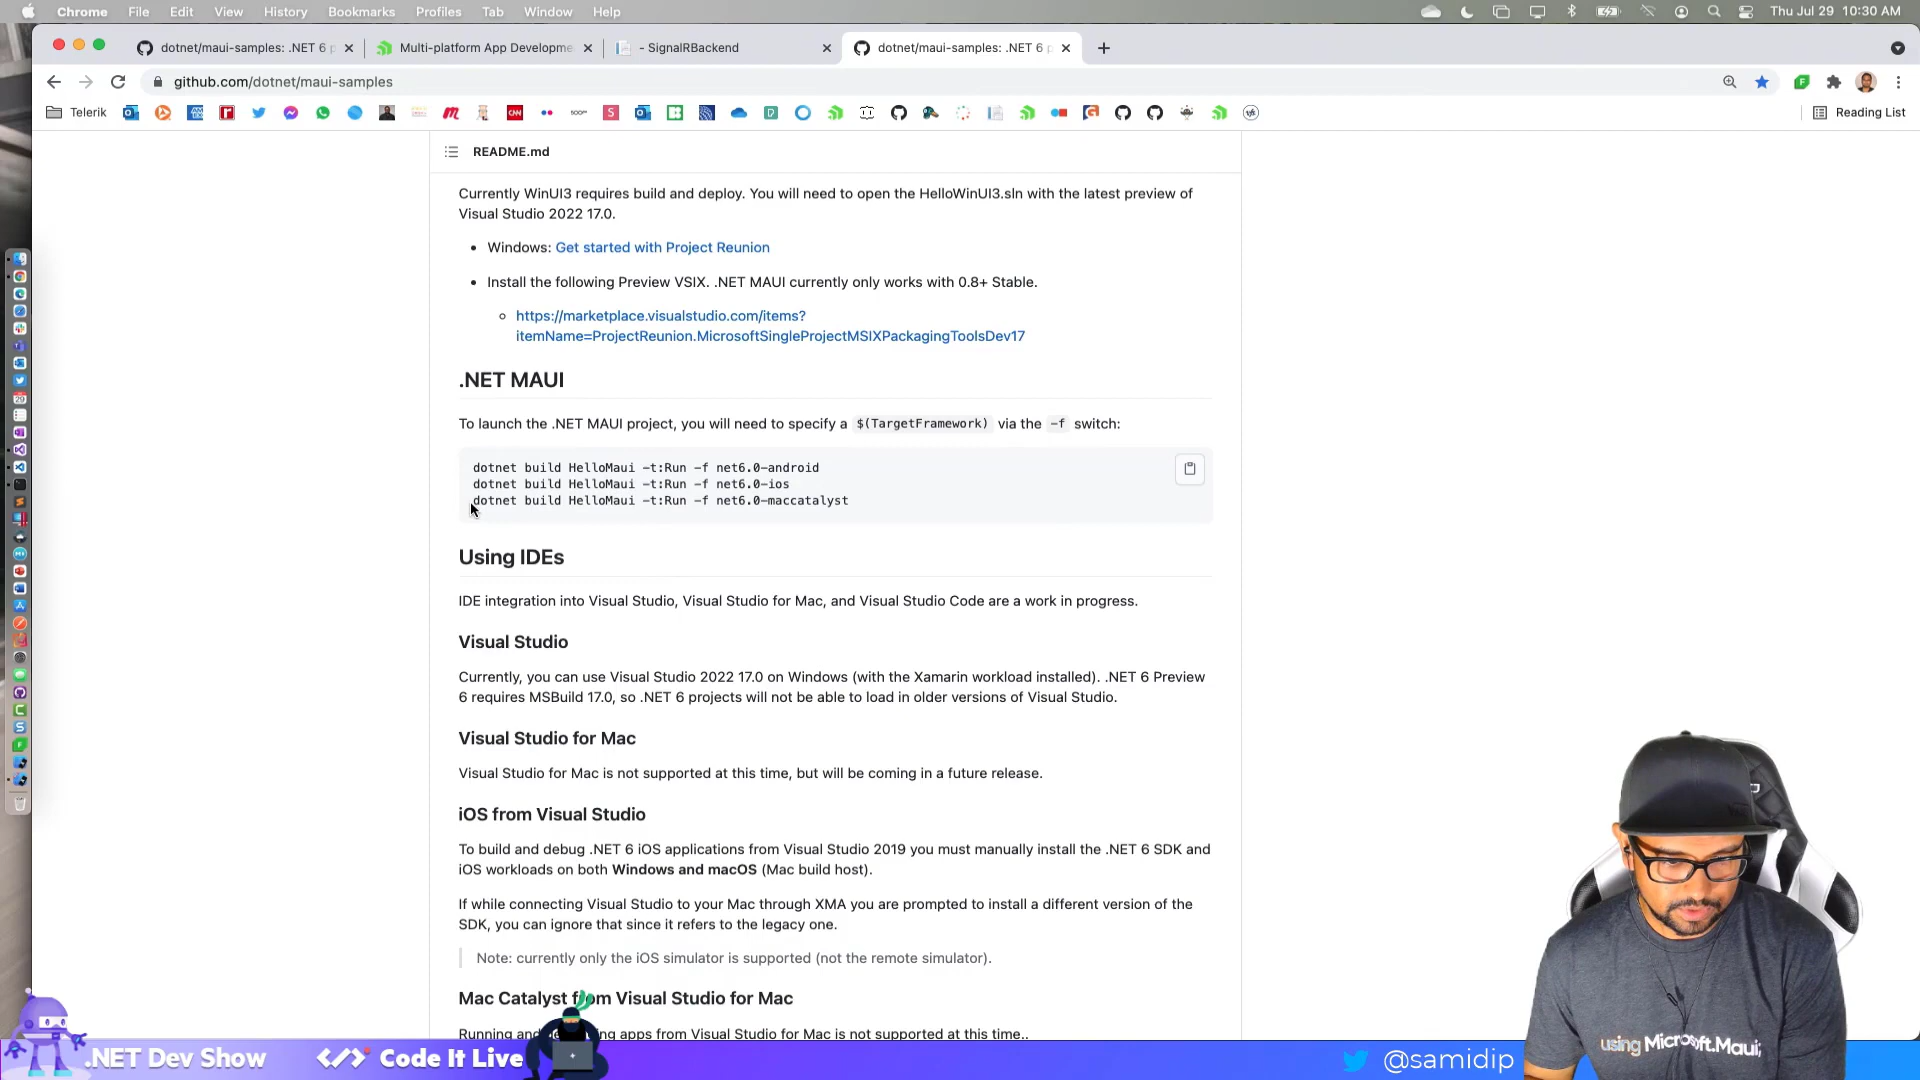 Chrome File Edit View History Bookmarks Profiles Tab Window Help Thu Jul 29 10:30 AM
dotnet/maui-samples: .NET 6 p Multi-platform App Developme - SignalRBackend dotnet/maui-samples: .NET 6 p
github.com/dotnet/maui-samples
Telerik Reading List
README.md
Currently WinUI3 requires build and deploy. You will need to open the HelloWinUI3.sln with the latest preview of
Visual Studio 2022 17.0.
Windows: Get started with Project Reunion
Install the following Preview VSIX. .NET MAUI currently only works with 0.8+ Stable.
https://marketplace.visualstudio.com/items?
itemName=ProjectReunion.MicrosoftSingleProjectMSIXPackagingToolsDev17
.NET MAUI
To launch the .NET MAUI project, you will need to specify a $(TargetFramework) via the -f switch:
dotnet build HelloMaui -t:Run -f net6.0-android
dotnet build HelloMaui -t:Run -f net6.0-ios
dotnet build HelloMaui -t:Run -f net6.0-maccatalyst
Using IDEs
IDE integration into Visual Studio, Visual Studio for Mac, and Visual Studio Code are a work in progress.
Visual Studio
Currently, you can use Visual Studio 2022 17.0 on Windows (with the Xamarin workload installed). .NET 6 Preview
6 requires MSBuild 17.0, so .NET 6 projects will not be able to load in older versions of Visual Studio.
Visual Studio for Mac
Visual Studio for Mac is not supported at this time, but will be coming in a future release.
iOS from Visual Studio
To build and debug .NET 6 iOS applications from Visual Studio 2019 you must manually install the .NET 6 SDK and
iOS workloads on both Windows and macOS (Mac build host).
If while connecting Visual Studio to your Mac through XMA you are prompted to install a different version of the
SDK, you can ignore that since it refers to the legacy one.
Note: currently only the iOS simulator is supported (not the remote simulator).
Mac Catalyst from Visual Studio for Mac
Running and ing apps from Visual Studio for Mac is not supported at this time..
.NET Dev Show Code It Live @samidip
using Microsoft.Maui;